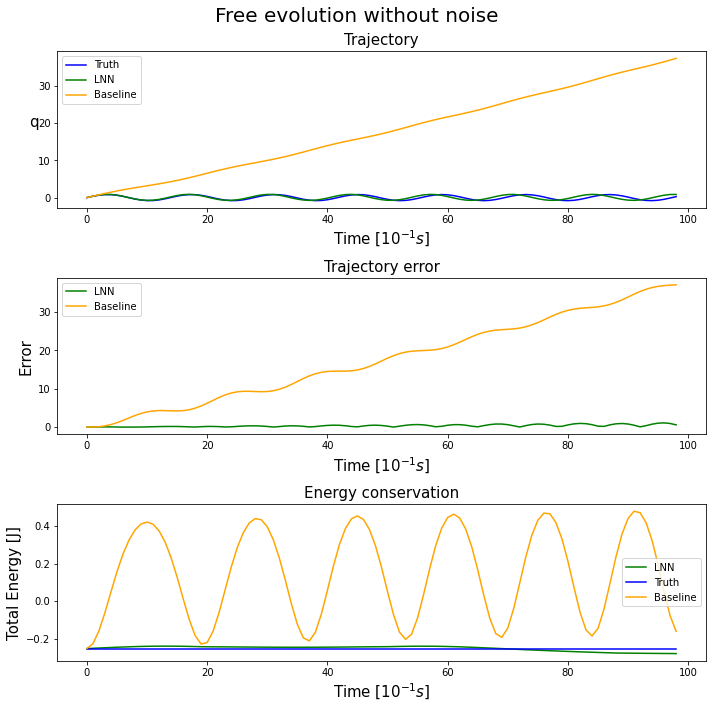 Free evolution without noise
Trajectory
Truth
LNN
Baseline
q
30
20
10
0
0 20 40 60 80 100
Time [10⁻¹s]
Trajectory error
LNN
Baseline
Error
30
20
10
0
0 20 40 60 80 100
Time [10⁻¹s]
Energy conservation
LNN
Truth
Baseline
Total Energy [J]
0.4
0.2
0.0
−0.2
0 20 40 60 80 100
Time [10⁻¹s]